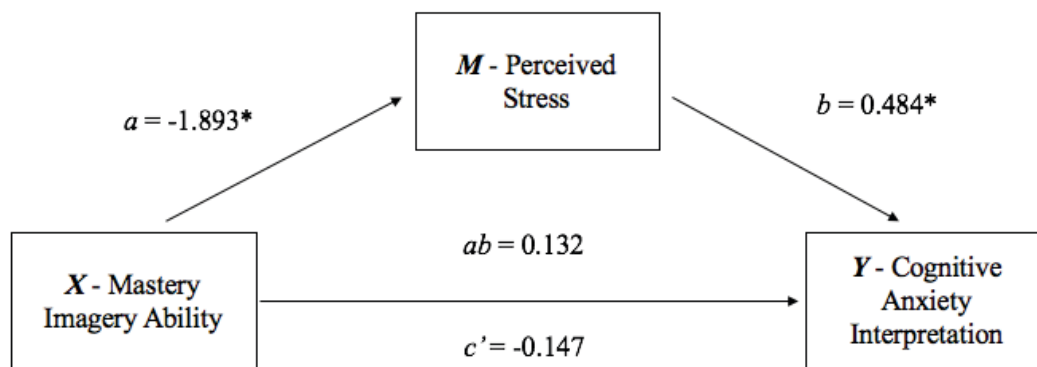 M - Perceived
Stress
a = -1.893*
b = 0.484*
X - Mastery
Imagery Ability
ab = 0.132
c’= -0.147
Y - Cognitive
Anxiety
Interpretation